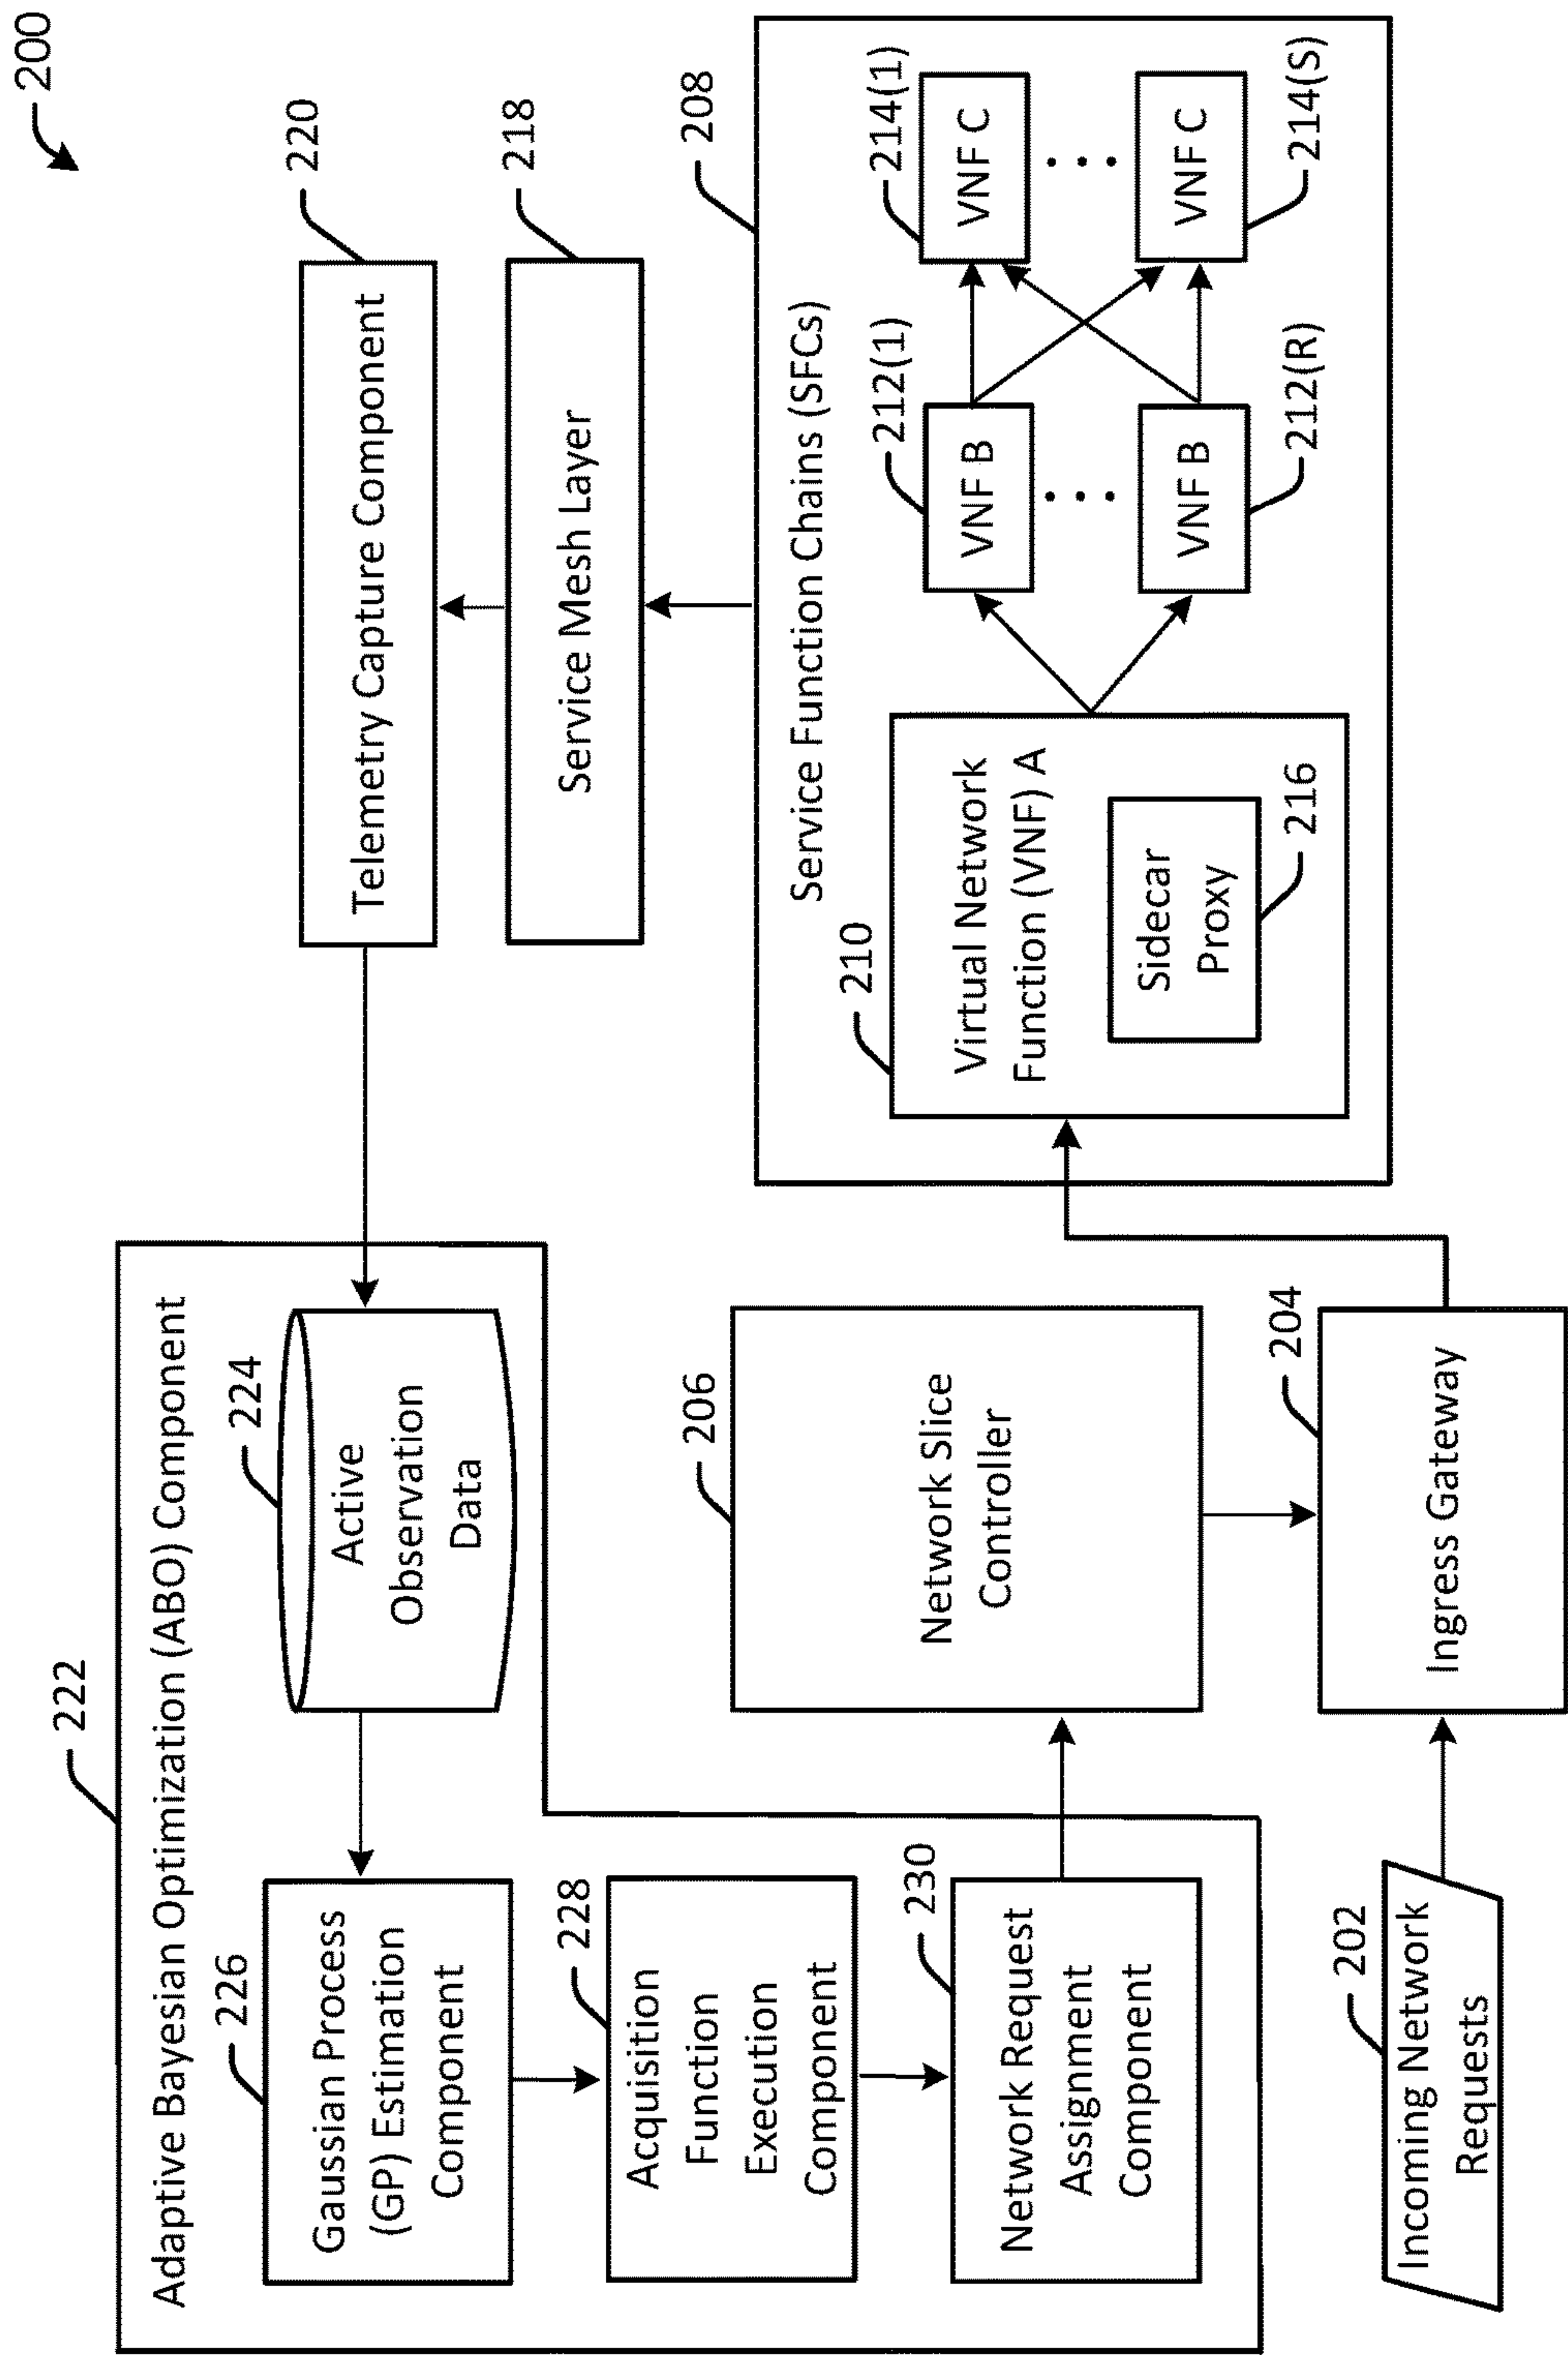 200
222
Adaptive Bayesian Optimization (ABO) Component
226
Gaussian Process
(GP) Estimation
Component
224
Active
Observation
Data
220
Telemetry Capture Component
218
Service Mesh Layer
228
Acquisition
Function
Execution
Component
230
Network Request
Assignment
Component
206
Network Slice
Controller
202
Incoming Network
Requests
204
Ingress Gateway
208
Service Function Chains (SFCs)
210
Virtual Network
Function (VNF) A
Sidecar
Proxy
216
212(1)
VNF B
VNF B
212(R)
214(1)
VNF C
VNF C
214(S)